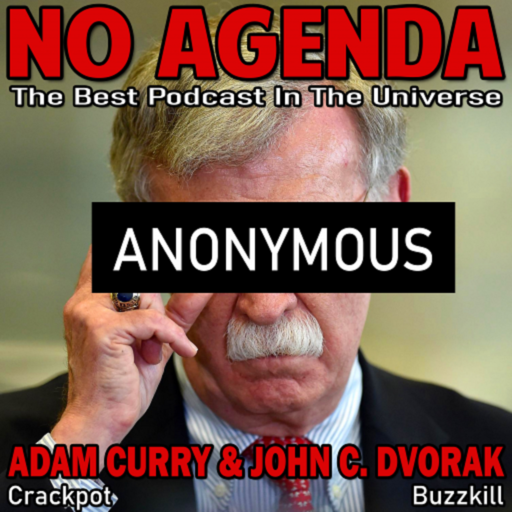 NO AGENDA
The Best Podcast In The Universe
ANONYMOUS
ADAM CURRY & JOHN C. DVORAK
Crackpot Buzzkill